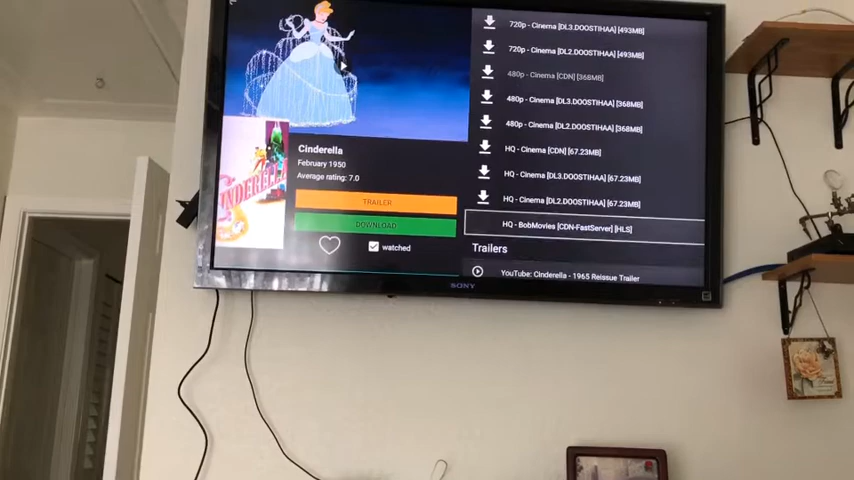 720p - Cinema [DL3.DOOSTIHAA] [493MB]
720p - Cinema [DL2.DOOSTIHAA] [493MB]
480p - Cinema [CDN] [368MB]
480p - Cinema [DL3.DOOSTIHAA] [368MB]
480p - Cinema [DL2.DOOSTIHAA] [368MB]
HQ - Cinema [CDN] [67.23MB]
HQ - Cinema [DL3.DOOSTIHAA] [67.23MB]
HQ - Cinema [DL2.DOOSTIHAA] [67.23MB]
HQ - BobMovies [CDN-FastServer] [HLS]
Trailers
YouTube: Cinderella - 1965 Reissue Trailer
Cinderella
February 1950
Average rating: 7.0
TRAILER
DOWNLOAD
watched
CINDERELLA
SONY